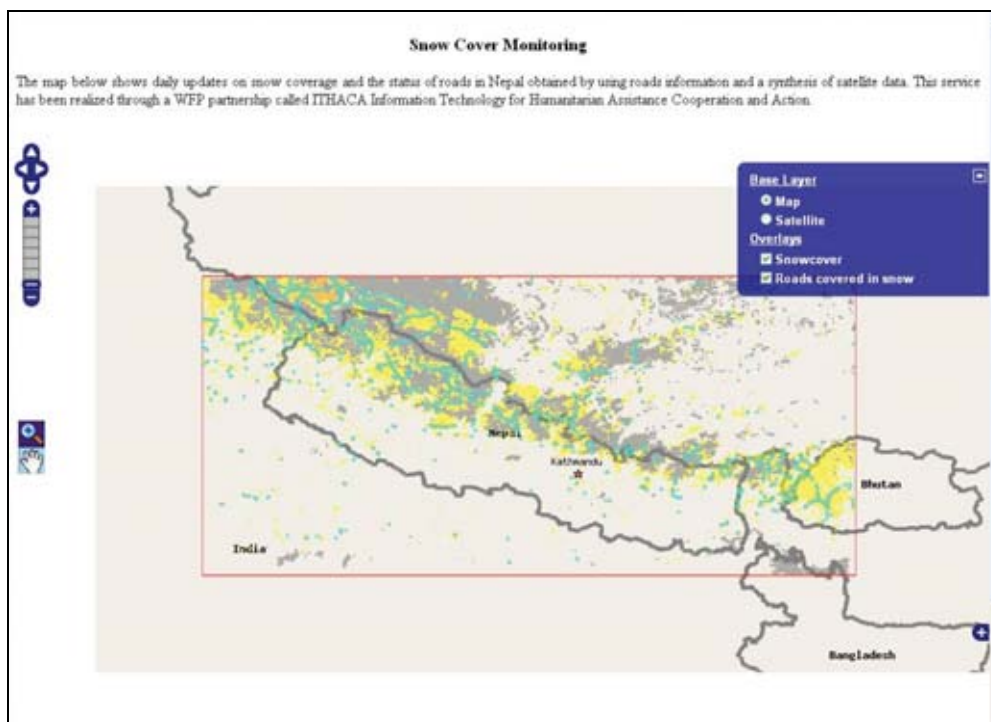 Snow Cover Monitoring
The map below shows daily updates on snow coverage and the status of roads in Nepal obtained by using roads information and a synthesis of satellite data. This service
has been realized through a WFP partnership called ITHACA Information Technology for Humanitarian Assistance Cooperation and Action.
Base Layer
Map
Satellite
Overlays
Snowcover
Roads covered in snow
Nepal
Kathmandu
Bhutan
India
Bangladesh